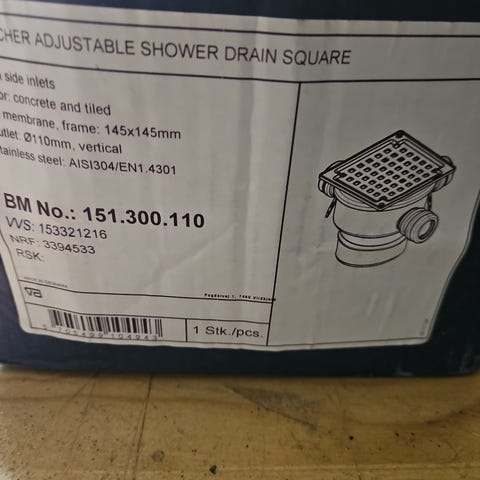 CHER ADJUSTABLE SHOWER DRAIN SQUARE
side inlets
or: concrete and tiled
membrane, frame: 145x145mm
utlet: Ø110mm, vertical
tainless steel: AISI304/EN1.4301
BM No.: 151.300.110
VVS: 153321216
NRF: 3394533
RSK:
1 Stk./pcs.